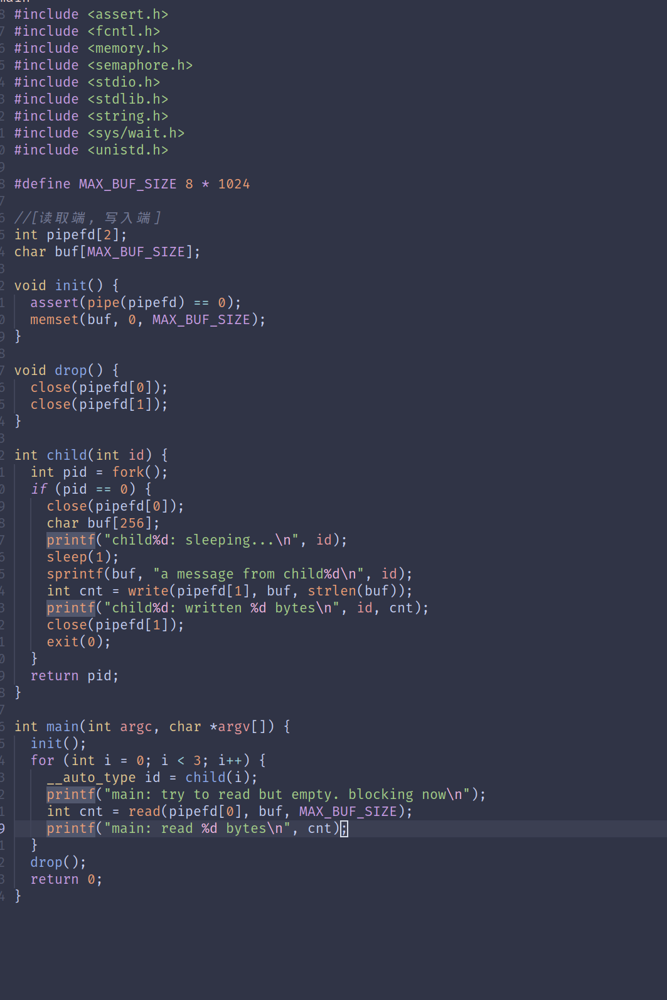 #include <assert.h>
#include <fcntl.h>
#include <memory.h>
#include <semaphore.h>
#include <stdio.h>
#include <stdlib.h>
#include <string.h>
#include <sys/wait.h>
#include <unistd.h>

#define MAX_BUF_SIZE 8 * 1024

//[读取端, 写入端]
int pipefd[2];
char buf[MAX_BUF_SIZE];

void init() {
  assert(pipe(pipefd) == 0);
  memset(buf, 0, MAX_BUF_SIZE);
}

void drop() {
  close(pipefd[0]);
  close(pipefd[1]);
}

int child(int id) {
  int pid = fork();
  if (pid == 0) {
    close(pipefd[0]);
    char buf[256];
    printf("child%d: sleeping...\n", id);
    sleep(1);
    sprintf(buf, "a message from child%d\n", id);
    int cnt = write(pipefd[1], buf, strlen(buf));
    printf("child%d: written %d bytes\n", id, cnt);
    close(pipefd[1]);
    exit(0);
  }
  return pid;
}

int main(int argc, char *argv[]) {
  init();
  for (int i = 0; i < 3; i++) {
    __auto_type id = child(i);
    printf("main: try to read but empty. blocking now\n");
    int cnt = read(pipefd[0], buf, MAX_BUF_SIZE);
    printf("main: read %d bytes\n", cnt);
  }
  drop();
  return 0;
}